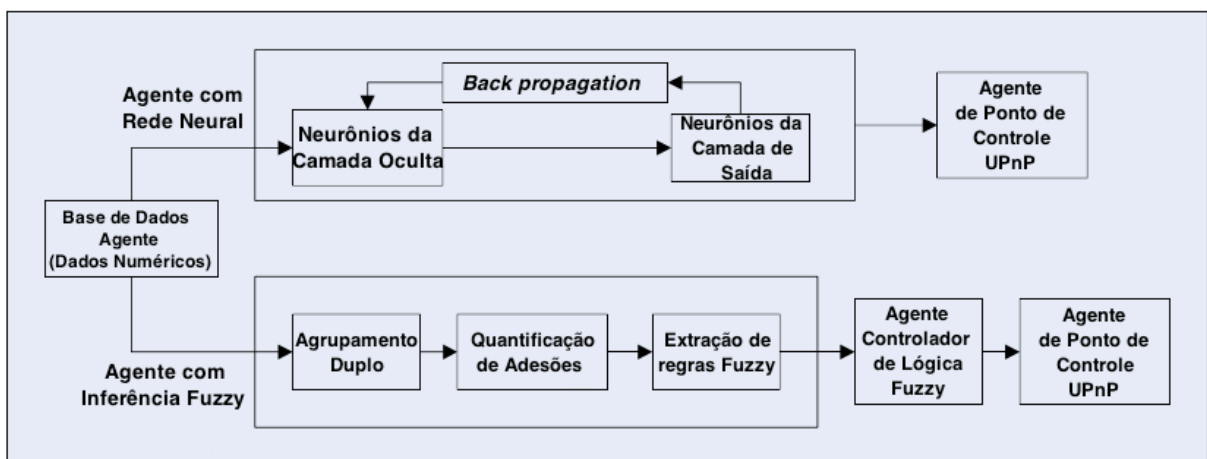 Agente com
Rede Neural
Back propagation
Neurônios da
Camada Oculta
Neurônios da
Camada de
Saída
Agente
de Ponto de
Controle
UPnP
Base de Dados
Agente
(Dados Numéricos)
Agente com
Inferência Fuzzy
Agrupamento
Duplo
Quantificação
de Adesões
Extração de
regras Fuzzy
Agente
Controlador
de Lógica
Fuzzy
Agente
de Ponto de
Controle
UPnP